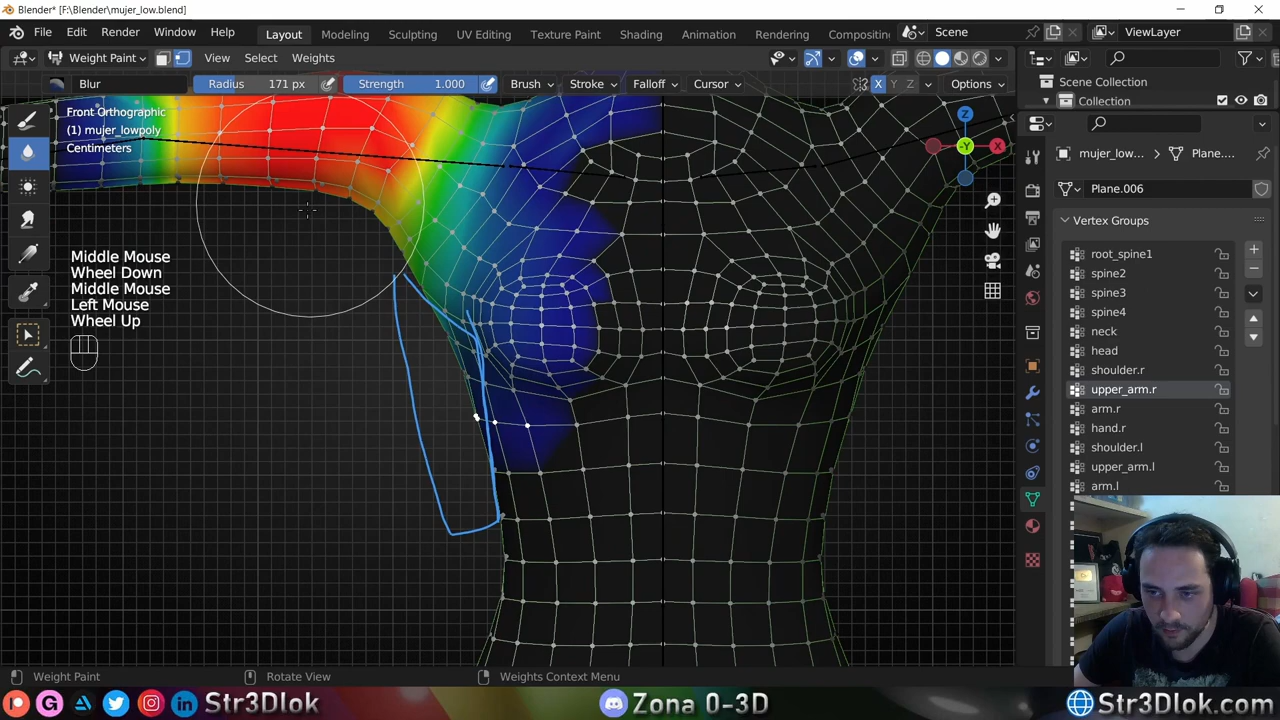 Blender* [F:\Blender\mujer_low.blend]
File Edit Render Window Help Layout Modeling Sculpting UV Editing Texture Paint Shading Animation Rendering Compositing Scene ViewLayer
Weight Paint View Select Weights
Blur Radius 171 px Strength 1.000 Brush Stroke Falloff Cursor X Y Z Options
Scene Collection
Collection
Front Orthographic
(1) mujer_lowpoly
Centimeters
Z
X
-Y
mujer_low... Plane....
Plane.006
Vertex Groups
root_spine1
spine2
spine3
spine4
neck
head
shoulder.r
upper_arm.r
arm.r
hand.r
shoulder.l
upper_arm.l
arm.l
Middle Mouse
Wheel Down
Middle Mouse
Left Mouse
Wheel Up
Weight Paint Rotate View Weights Context Menu
Str3Dlok Zona 0-3D Str3Dlok.com